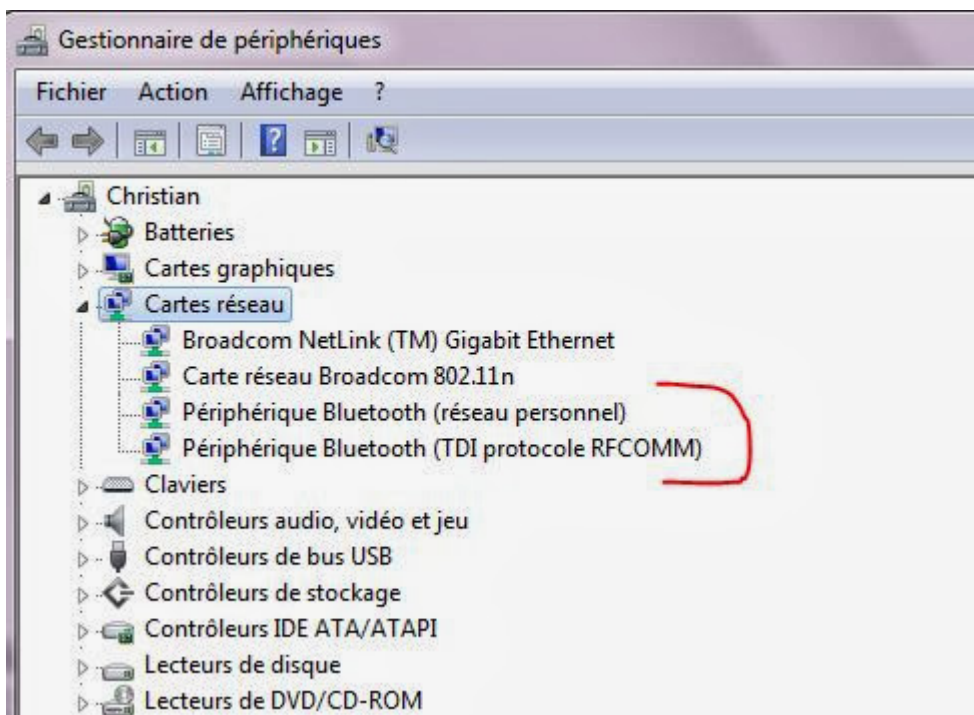 Gestionnaire de périphériques
Fichier Action Affichage ?
Christian
Batteries
Cartes graphiques
Cartes réseau
Broadcom NetLink (TM) Gigabit Ethernet
Carte réseau Broadcom 802.11n
Périphérique Bluetooth (réseau personnel)
Périphérique Bluetooth (TDI protocole RFCOMM)
Claviers
Contrôleurs audio, vidéo et jeu
Contrôleurs de bus USB
Contrôleurs de stockage
Contrôleurs IDE ATA/ATAPI
Lecteurs de disque
Lecteurs de DVD/CD-ROM